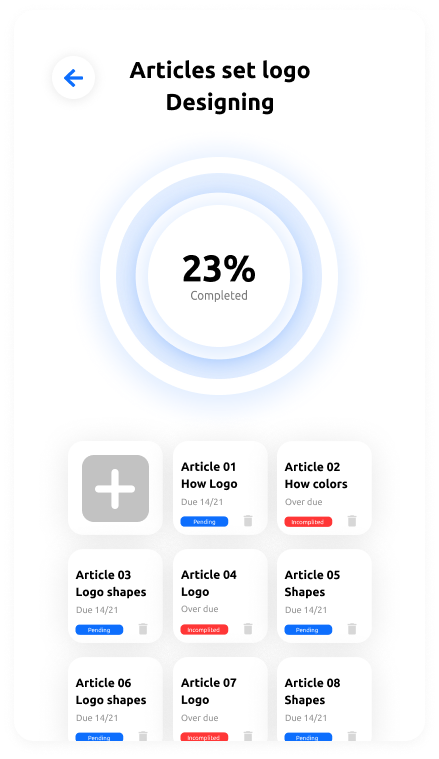 Articles set logo
Designing
23%
Completed
Article 01
How Logo
Due 14/21
Pending
Article 02
How colors
Over due
Incomplited
Article 03
Logo shapes
Due 14/21
Pending
Article 04
Logo
Over due
Incomplited
Article 05
Shapes
Due 14/21
Pending
Article 06
Logo shapes
Due 14/21
Pending
Article 07
Logo
Over due
Incomplited
Article 08
Shapes
Due 14/21
Pending